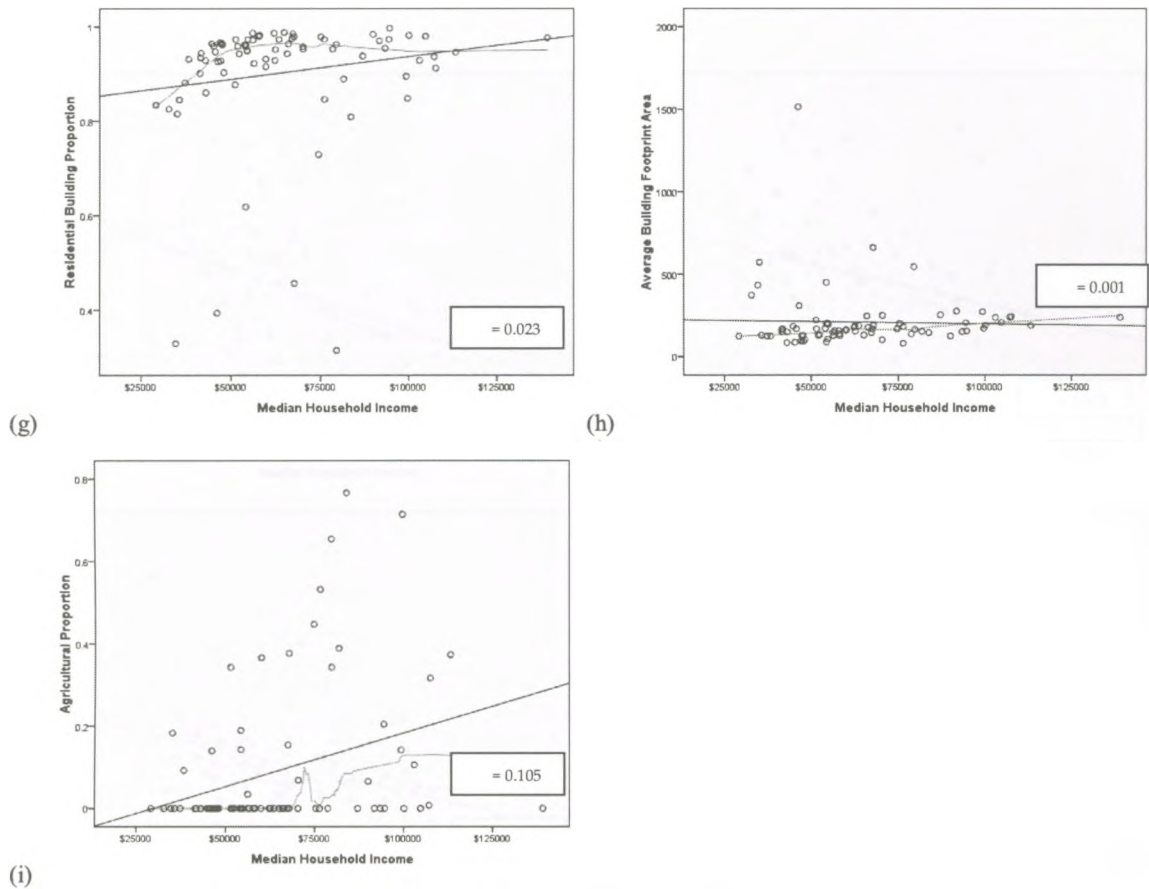 1
0.8
0.6
0.4
Residential Building Proportion
= 0.023
$25000 $50000 $75000 $100000 $125000
Median Household Income
(g)
2000
1500
1000
500
0
Average Building Footprint Area
= 0.001
$25000 $50000 $75000 $100000 $125000
Median Household Income
(h)
0.8
0.6
0.4
0.2
0
Agricultural Proportion
= 0.105
$25000 $50000 $75000 $100000 $125000
Median Household Income
(i)